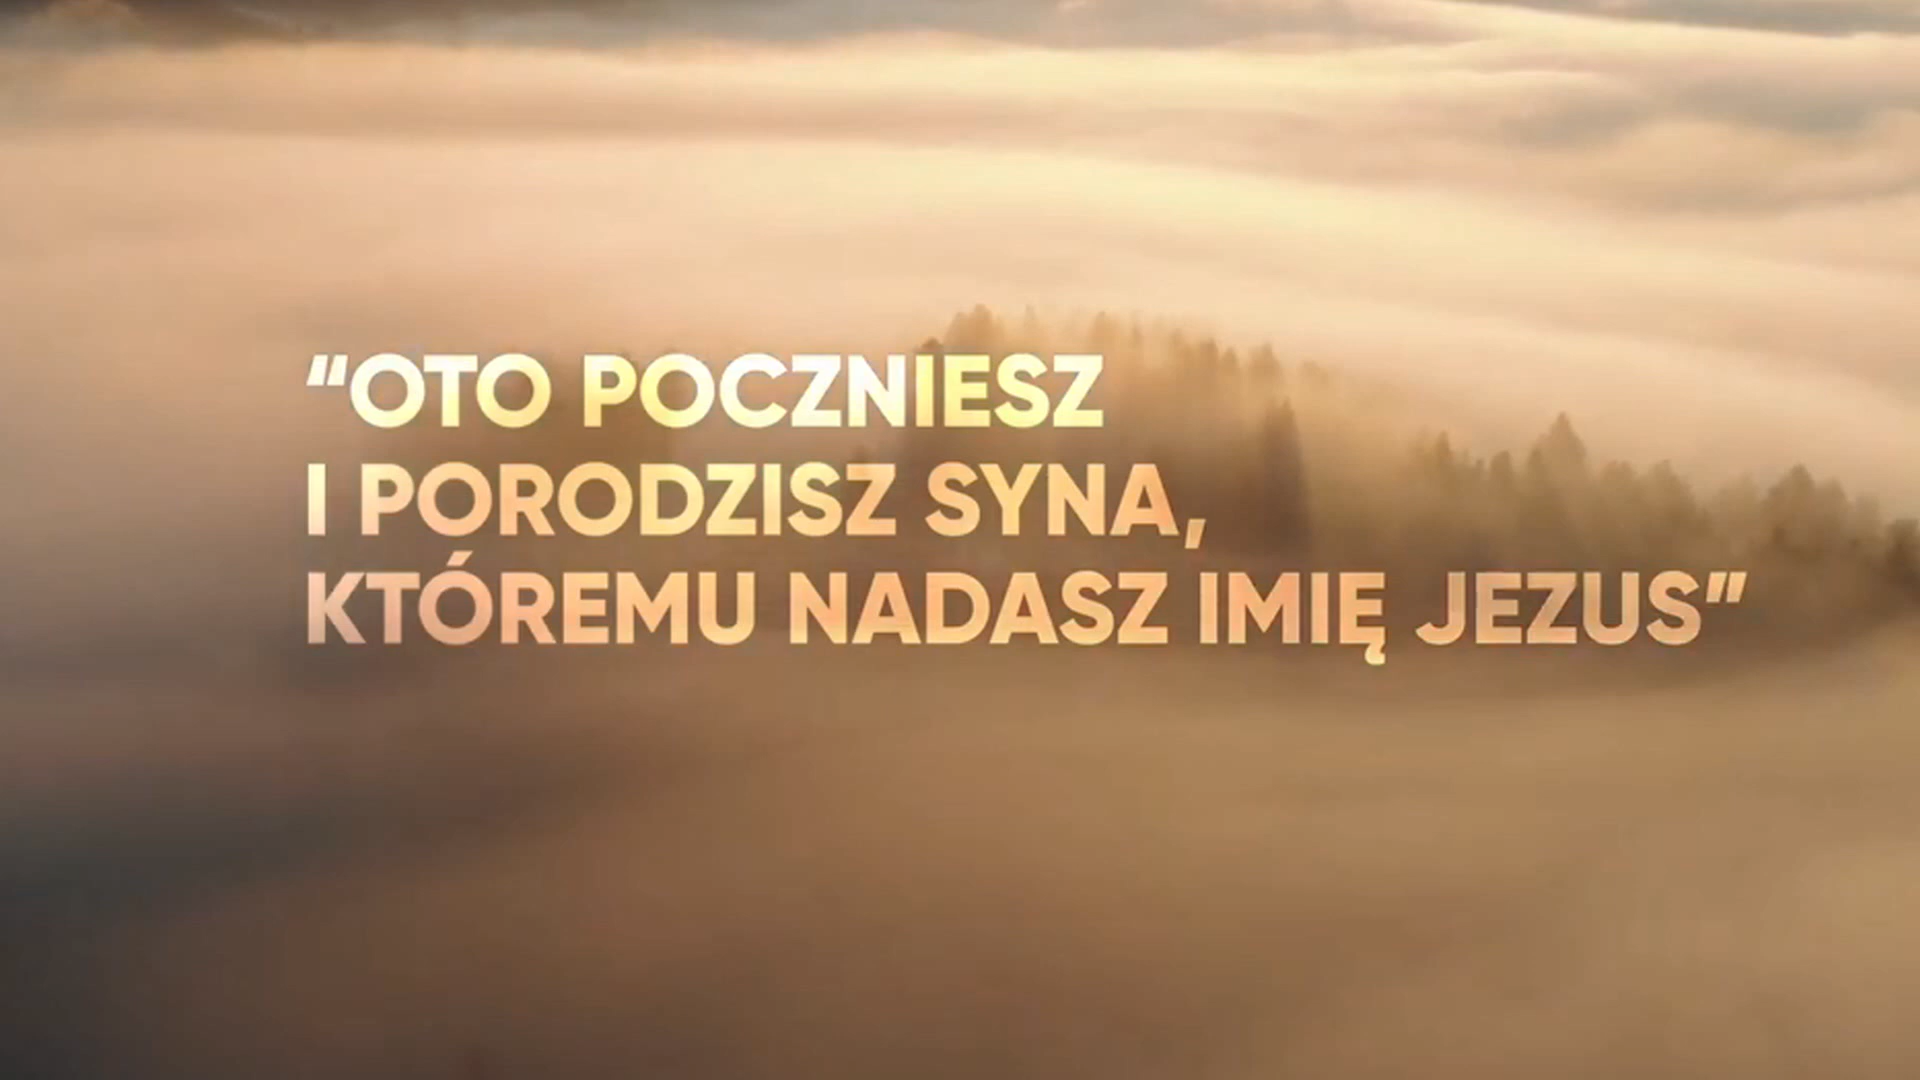 “OTO POCZNIESZ
I PORODZISZ SYNA,
KTÓREMU NADASZ IMIĘ JEZUS”